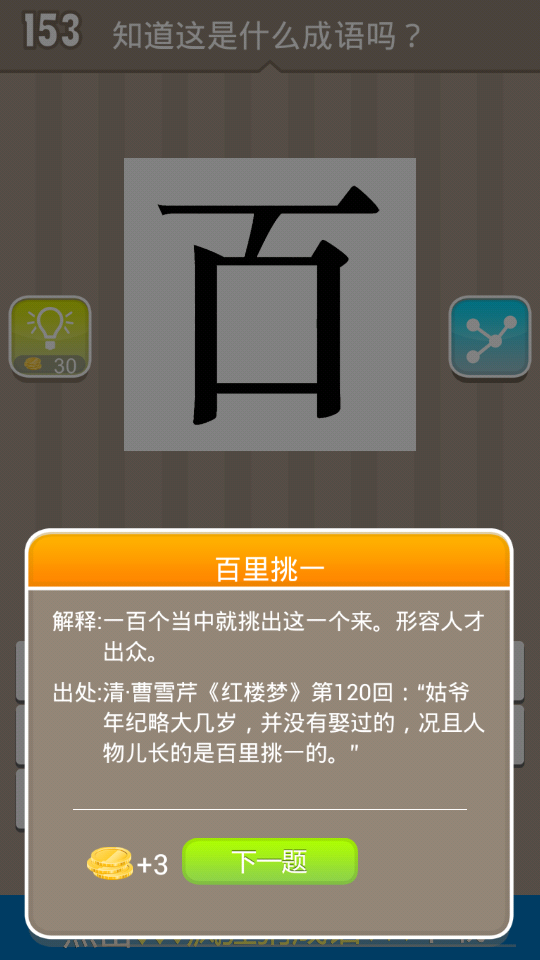 153
知道这是什么成语吗？
百
30
百里挑一
解释:一百个当中就挑出这一个来。形容人才
出众。
出处:清·曹雪芹《红楼梦》第120回：“姑爷
年纪略大几岁，并没有娶过的，况且人
物儿长的是百里挑一的。”
+3
下一题